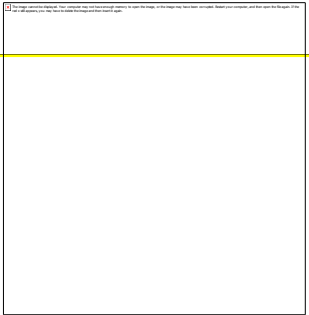 The image cannot be displayed. Your computer may not have enough memory to open the image, or the image may have been corrupted. Restart your computer, and then open the file again. If the
red x still appears, you may have to delete the image and then insert it again.